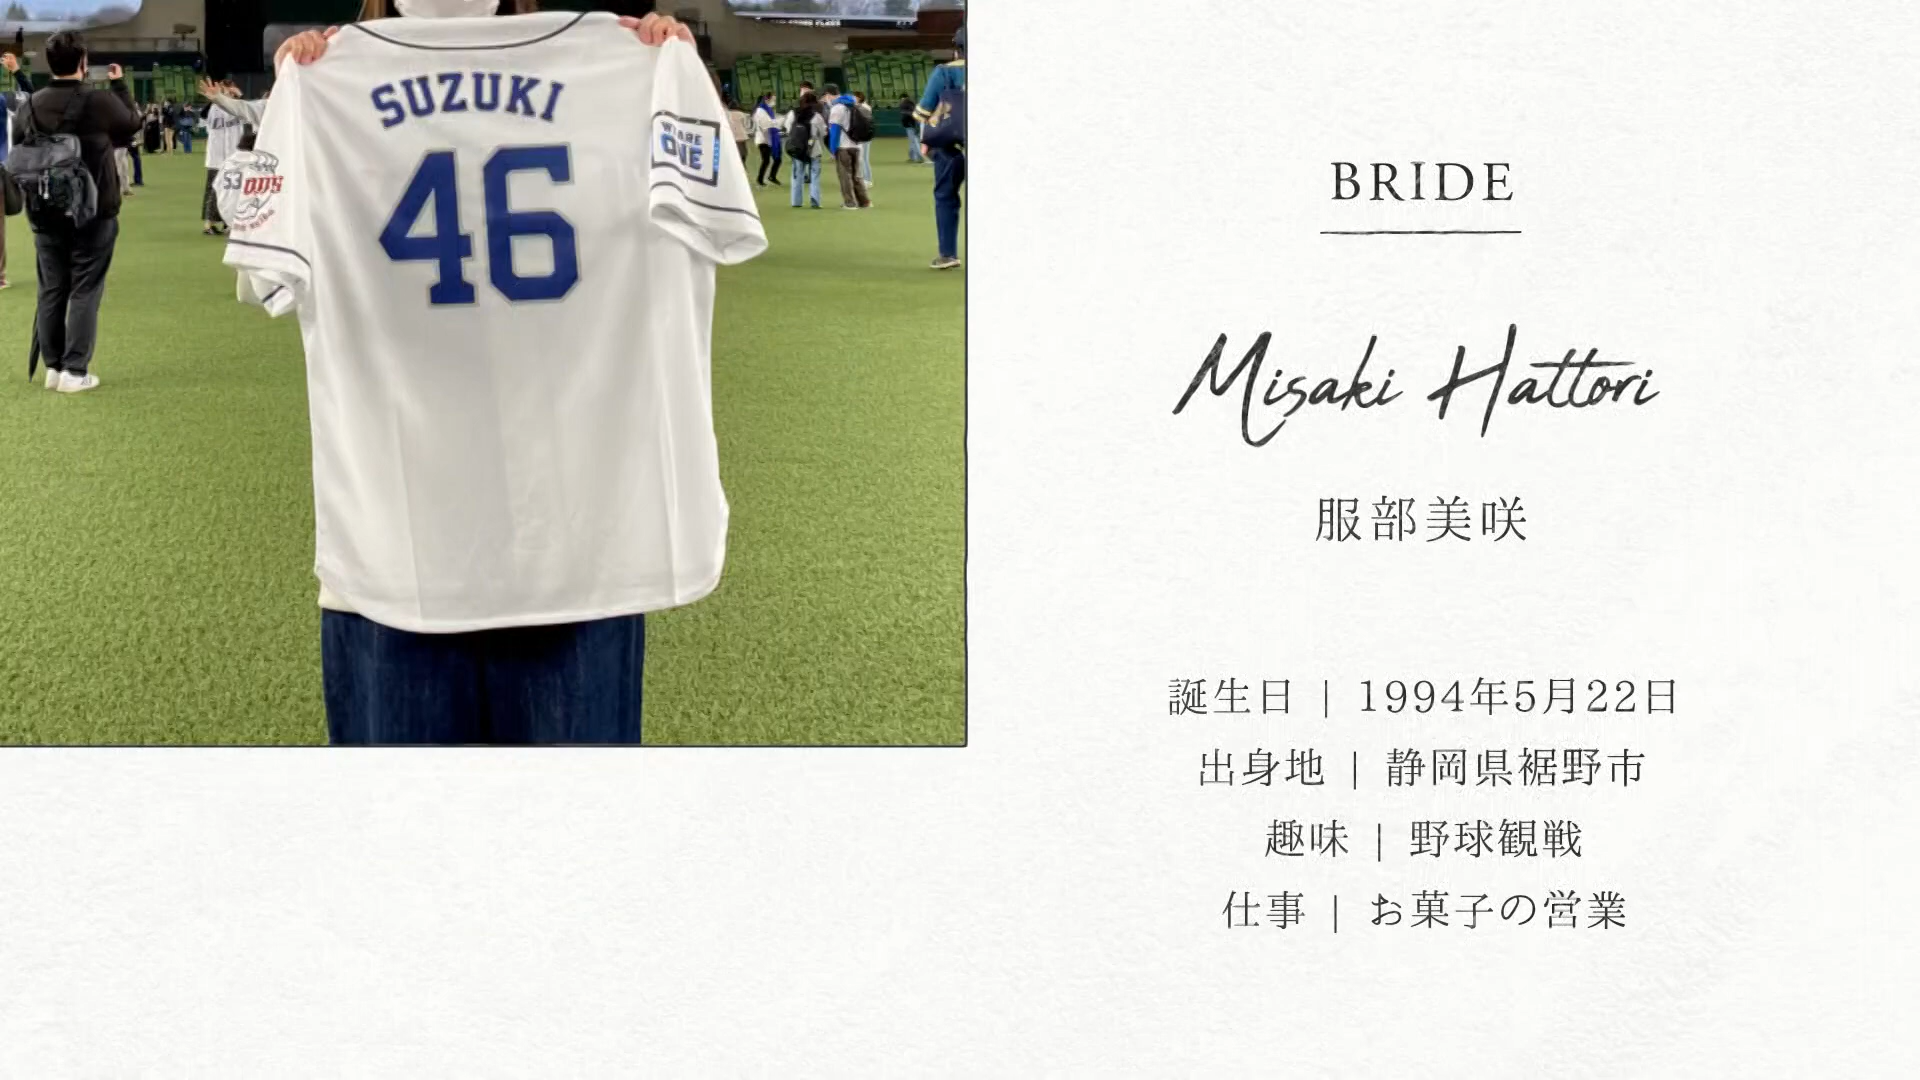 SUZUKI
46
WE ARE
ONE
BRIDE
Misaki Hattori
服部美咲
誕生日 | 1994年5月22日
出身地 | 静岡県裾野市
趣味 | 野球観戦
仕事 | お菓子の営業